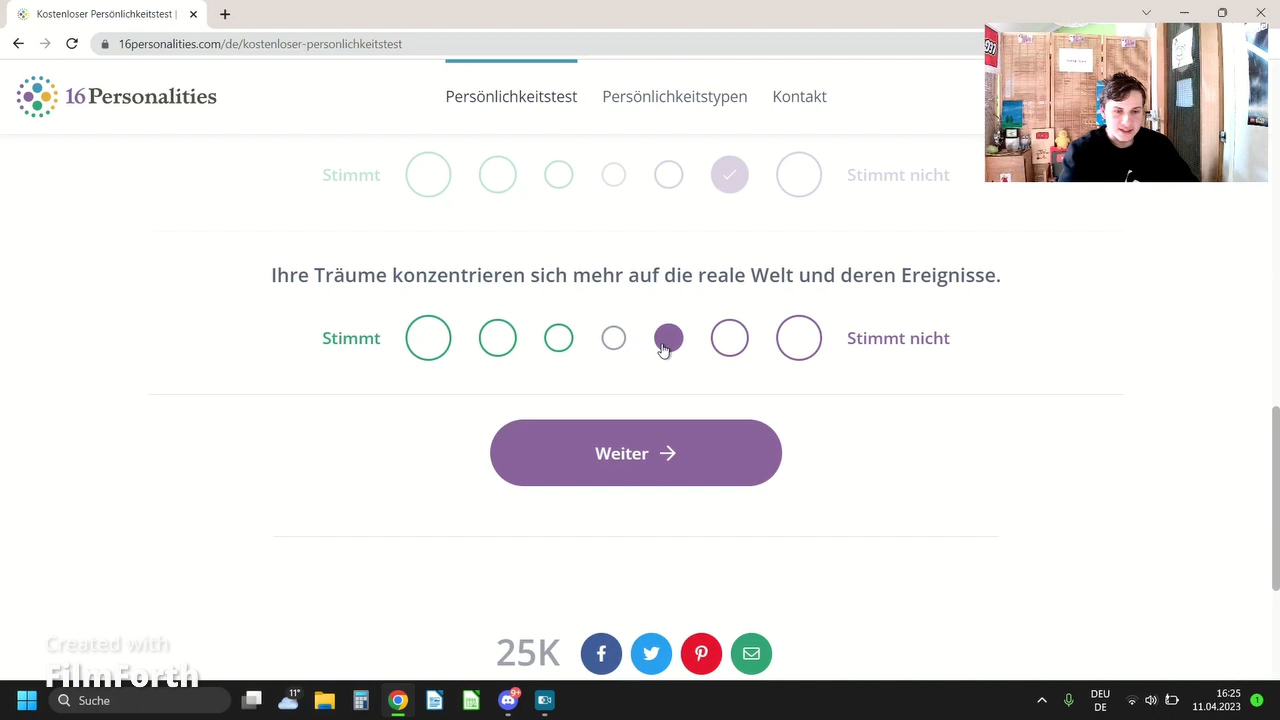 Kostenloser Persönlichkeitstest |
16personalities.com/de/kostenloser-personlichkeitstest
16Personalities
Persönlichkeitstest Persönlichkeitstypen Kontakt
Stimmt Stimmt nicht
Ihre Träume konzentrieren sich mehr auf die reale Welt und deren Ereignisse.
Stimmt Stimmt nicht
Weiter →
25K
Created with
FilmForth
Suche
11°
9+
DEU
DE
16:25
11.04.2023
1